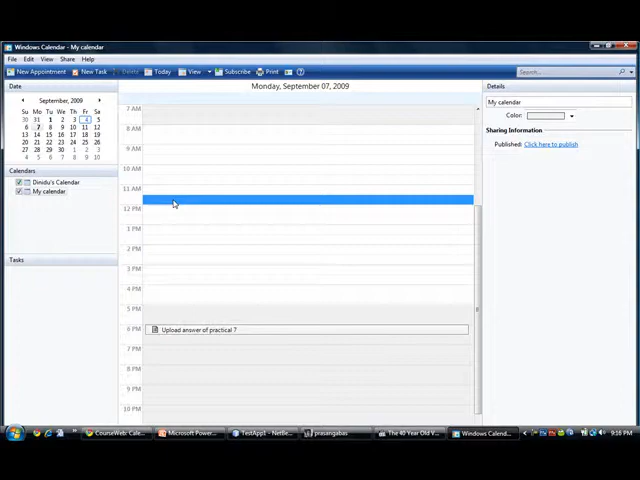 Windows Calendar - My calendar
File Edit View Share Help
New Appointment New Task Delete Today View Subscribe Print
Search...
Date
September, 2009
Su Mo Tu We Th Fr Sa
30 31 1 2 3 4 5
6 7 8 9 10 11 12
13 14 15 16 17 18 19
20 21 22 23 24 25 26
27 28 29 30 1 2 3
4 5 6 7 8 9 10
Calendars
Dinidu's Calendar
My calendar
Tasks
Monday, September 07, 2009
7 AM
8 AM
9 AM
10 AM
11 AM
12 PM
1 PM
2 PM
3 PM
4 PM
5 PM
6 PM
Upload answer of practical 7
7 PM
8 PM
9 PM
10 PM
Details
My calendar
Color:
Sharing Information
Published: Click here to publish
CourseWeb: Cale...
Microsoft Power...
TestApp1 - NetBe...
prasangabas
The 40 Year Old V...
Windows Calend...
9:16 PM